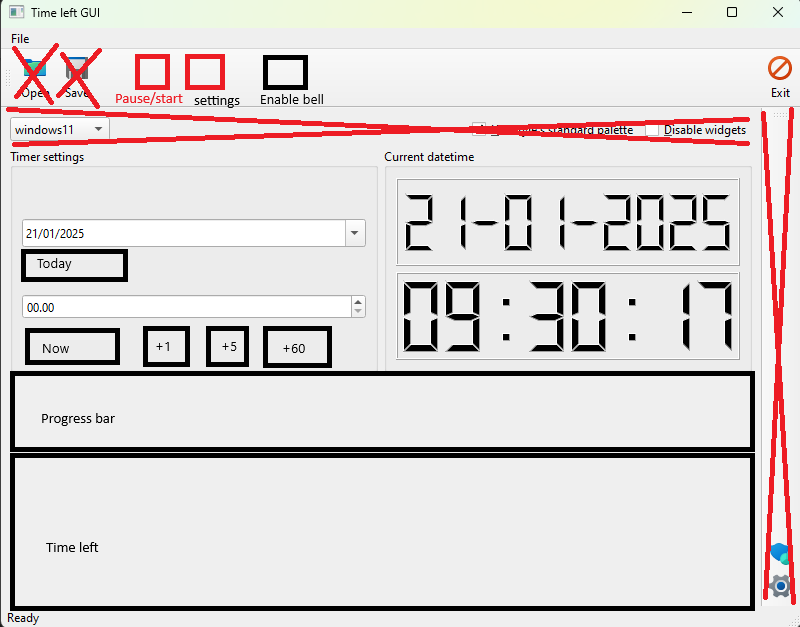 Time left GUI
File
Open Save
Pause/start settings Enable bell Exit
windows11 standard palette Disable widgets
Timer settings Current datetime
21-01-2025
21/01/2025
Today
09:30:17
00.00
Now +1 +5 +60
Progress bar
Time left
Ready